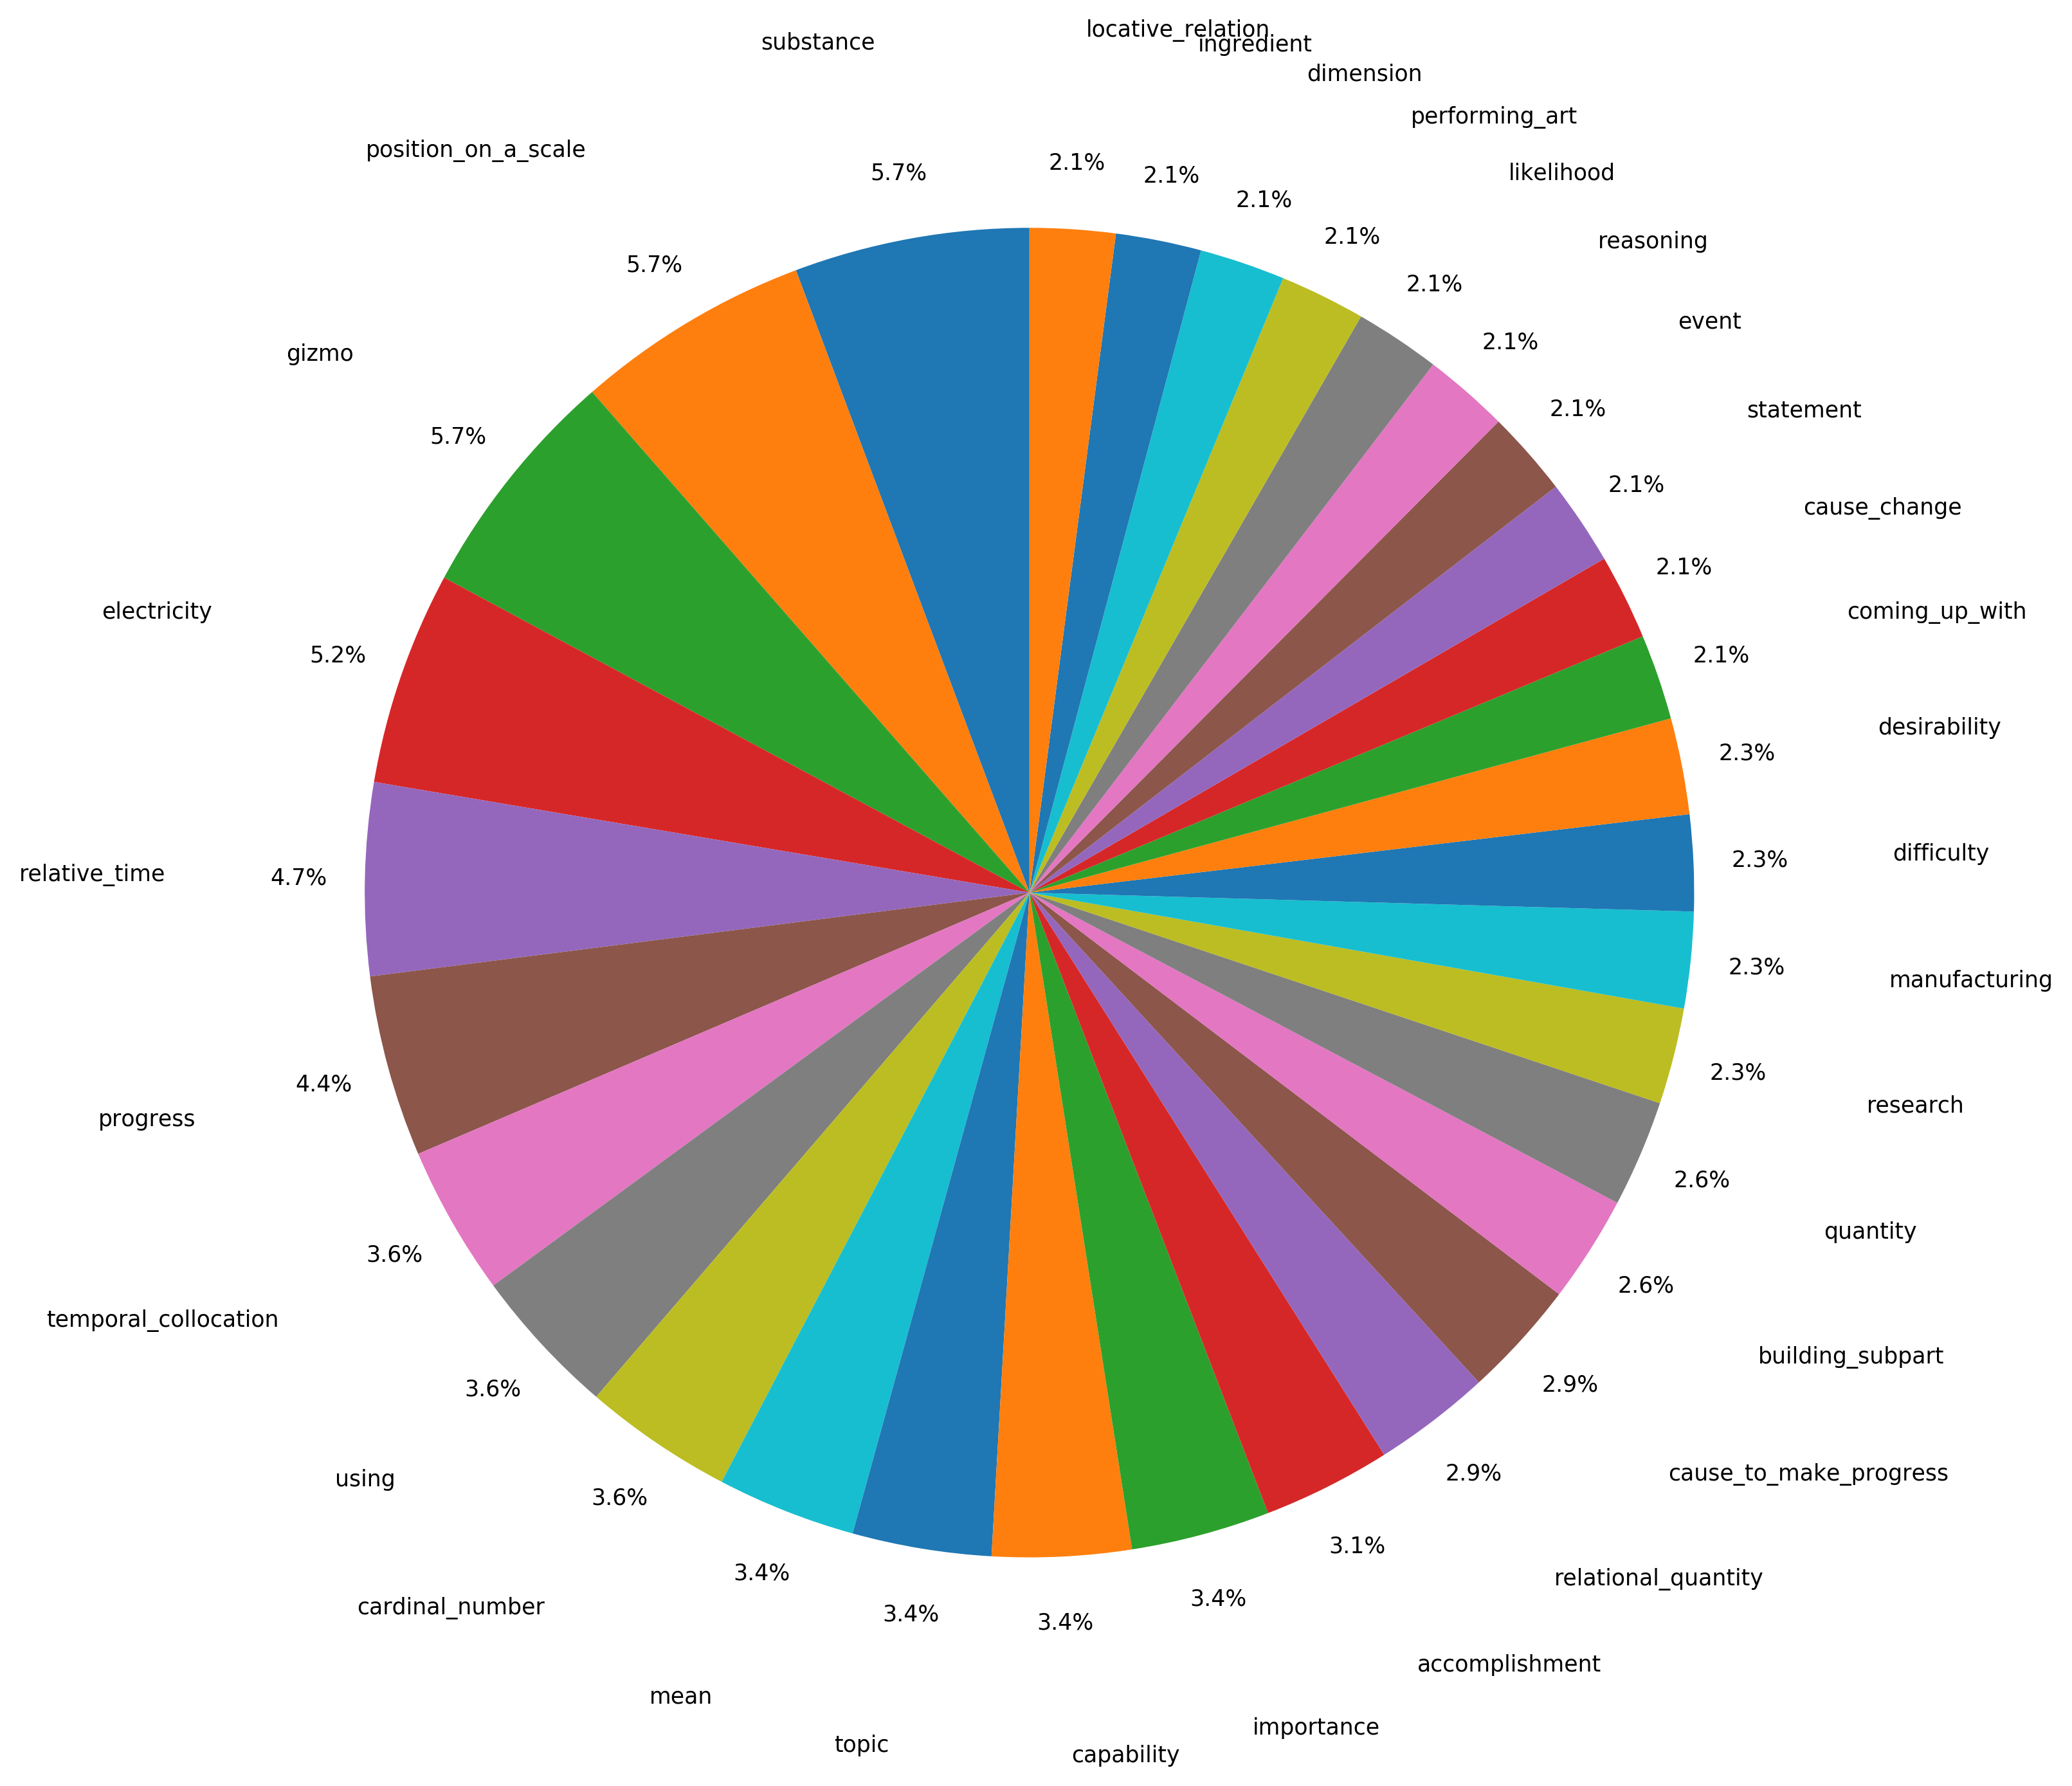 locative_relation
substance
ingredient
dimension
performing_art
position_on_a_scale
2.1%
5.7%
likelihood
2.1%
2.1%
2.1%
reasoning
5.7%
2.1%
event
2.1%
gizmo
statement
2.1%
5.7%
2.1%
cause_change
2.1%
electricity
coming_up_with
5.2%
2.1%
desirability
2.3%
difficulty
2.3%
relative_time
4.7%
2.3%
manufacturing
2.3%
4.4%
research
progress
2.6%
quantity
3.6%
2.6%
temporal_collocation
building_subpart
2.9%
3.6%
2.9%
cause_to_make_progress
using
3.6%
3.1%
3.4%
relational_quantity
3.4%
cardinal_number
3.4%
3.4%
accomplishment
mean
importance
topic
capability